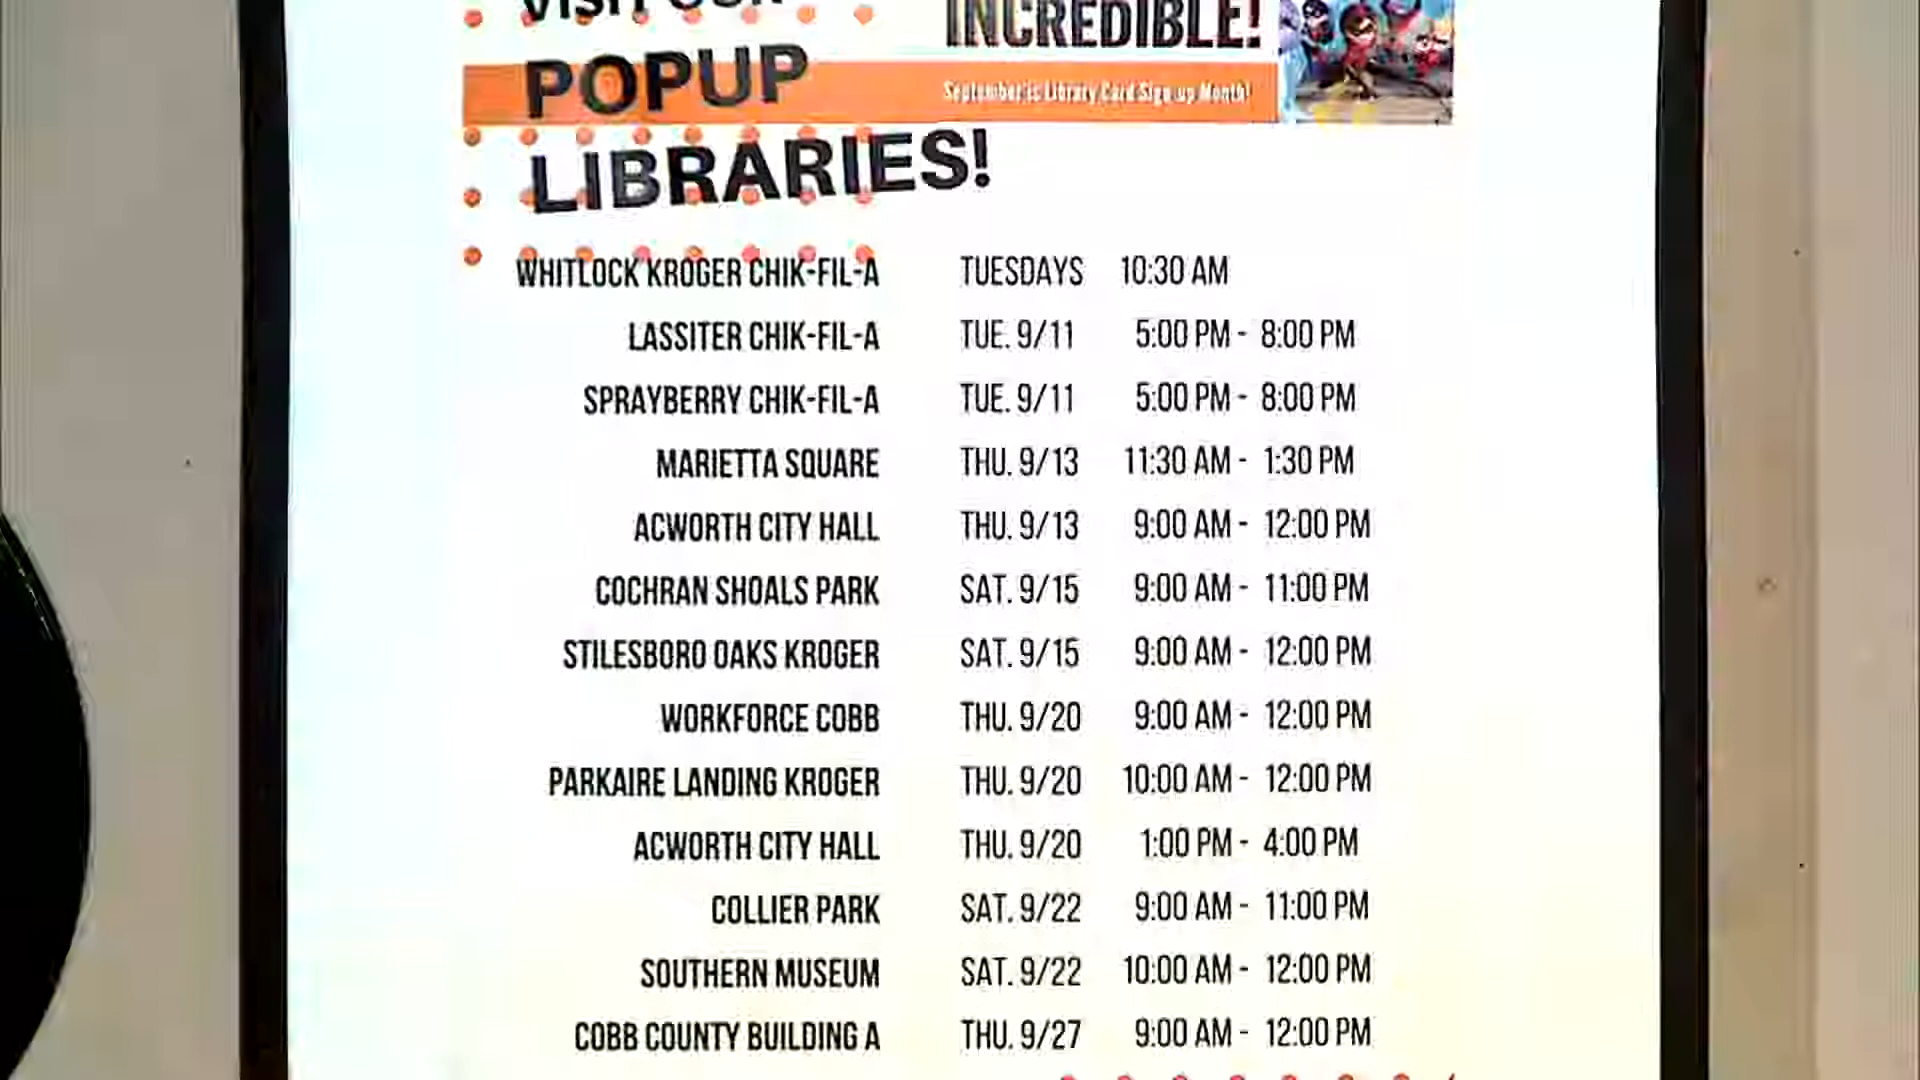 VISIT OUR
POPUP
LIBRARIES!
INCREDIBLE!
September is Library Card Sign up Month!
WHITLOCK KROGER CHIK-FIL-A TUESDAYS 10:30 AM
LASSITER CHIK-FIL-A TUE. 9/11 5:00 PM - 8:00 PM
SPRAYBERRY CHIK-FIL-A TUE. 9/11 5:00 PM - 8:00 PM
MARIETTA SQUARE THU. 9/13 11:30 AM - 1:30 PM
ACWORTH CITY HALL THU. 9/13 9:00 AM - 12:00 PM
COCHRAN SHOALS PARK SAT. 9/15 9:00 AM - 11:00 PM
STILESBORO OAKS KROGER SAT. 9/15 9:00 AM - 12:00 PM
WORKFORCE COBB THU. 9/20 9:00 AM - 12:00 PM
PARKAIRE LANDING KROGER THU. 9/20 10:00 AM - 12:00 PM
ACWORTH CITY HALL THU. 9/20 1:00 PM - 4:00 PM
COLLIER PARK SAT. 9/22 9:00 AM - 11:00 PM
SOUTHERN MUSEUM SAT. 9/22 10:00 AM - 12:00 PM
COBB COUNTY BUILDING A THU. 9/27 9:00 AM - 12:00 PM